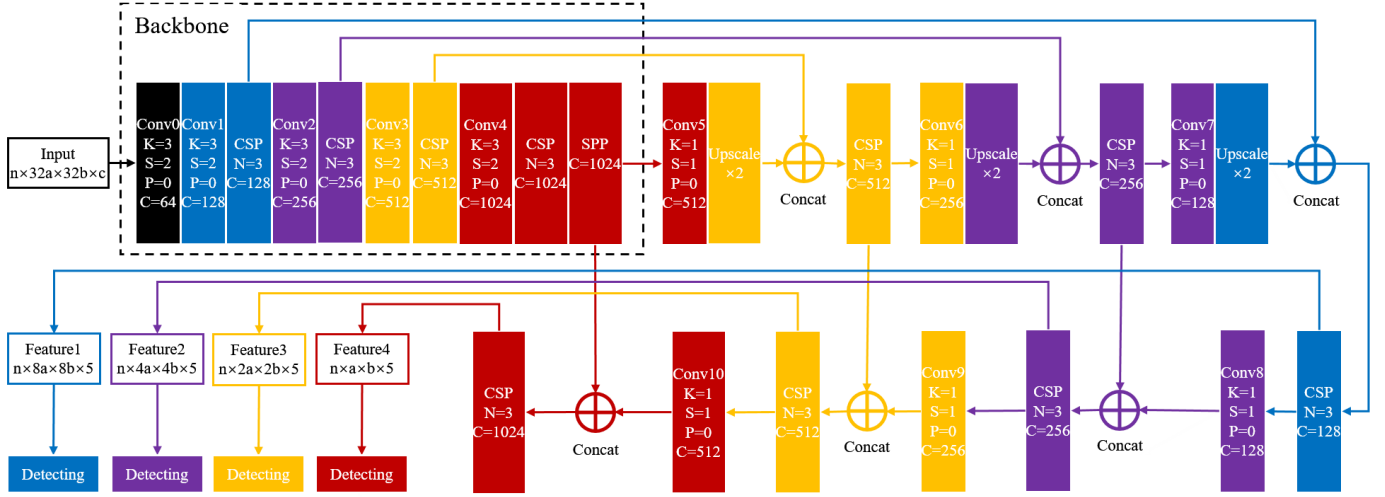 Backbone
Input
n×32a×32b×c
Conv0
K=3
S=2
P=0
C=64
Conv1
K=3
S=2
P=0
C=128
CSP
N=3
C=128
Conv2
K=3
S=2
P=0
C=256
CSP
N=3
C=256
Conv3
K=3
S=2
P=0
C=512
CSP
N=3
C=512
Conv4
K=3
S=2
P=0
C=1024
CSP
N=3
C=1024
SPP
C=1024
Conv5
K=1
S=1
P=0
C=512
Upscale
×2
Concat
CSP
N=3
C=512
Conv6
K=1
S=1
P=0
C=256
Upscale
×2
Concat
CSP
N=3
C=256
Conv7
K=1
S=1
P=0
C=128
Upscale
×2
Concat
Feature1
n×8a×8b×5
Feature2
n×4a×4b×5
Feature3
n×2a×2b×5
Feature4
n×a×b×5
CSP
N=3
C=1024
Concat
Conv10
K=1
S=1
P=0
C=512
CSP
N=3
C=512
Concat
Conv9
K=1
S=1
P=0
C=256
CSP
N=3
C=256
Concat
Conv8
K=1
S=1
P=0
C=128
CSP
N=3
C=128
Detecting
Detecting
Detecting
Detecting